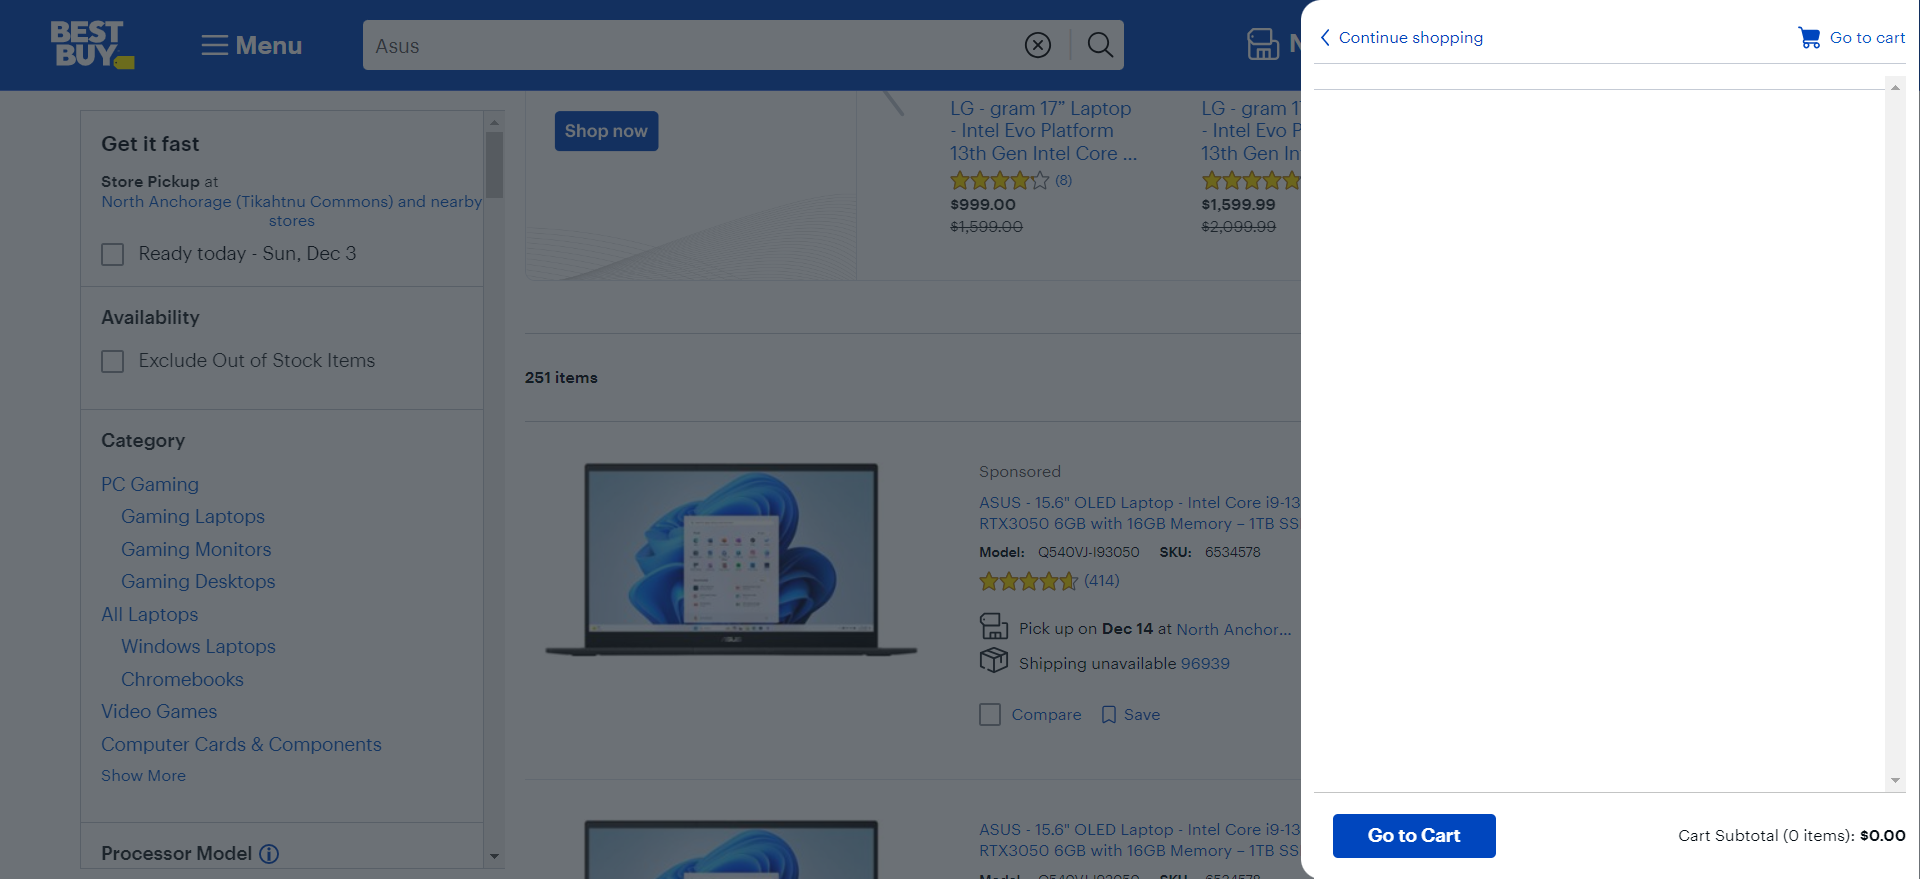 BEST
BUY
Menu
Asus
N
Continue shopping
Go to cart
Get it fast
Store Pickup at
North Anchorage (Tikahtnu Commons) and nearby
stores
Ready today - Sun, Dec 3
Availability
Exclude Out of Stock Items
Category
PC Gaming
Gaming Laptops
Gaming Monitors
Gaming Desktops
All Laptops
Windows Laptops
Chromebooks
Video Games
Computer Cards & Components
Show More
Processor Model
Shop now
LG - gram 17” Laptop
- Intel Evo Platform
13th Gen Intel Core ...
(8)
$999.00
$1,599.00
LG - gram 1
- Intel Evo P
13th Gen In
$1,599.99
$2,099.99
251 items
Sponsored
ASUS - 15.6" OLED Laptop - Intel Core i9-13
RTX3050 6GB with 16GB Memory – 1TB SS
Model: Q540VJ-I93050 SKU: 6534578
(414)
Pick up on Dec 14 at North Anchor...
Shipping unavailable 96939
Compare
Save
ASUS - 15.6" OLED Laptop - Intel Core i9-13
RTX3050 6GB with 16GB Memory – 1TB SS
Model: Q540VJ-I93050 SKU: 6534578
Go to Cart
Cart Subtotal (0 items): $0.00